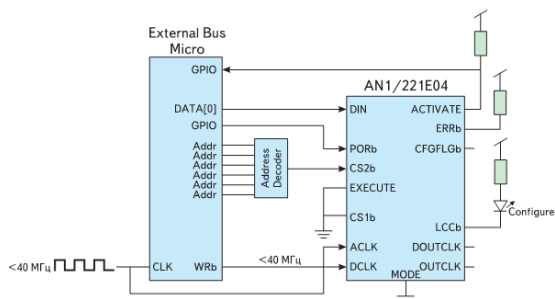 External Bus
Micro
GPIO
DATA[0]
GPIO
Addr
Addr
Addr
Addr
Addr
Addr
Address
Decoder
CLK
WRb
<40 МГц
<40 МГц
AN1/221E04
DIN
ACTIVATE
ERRb
PORb
CFGFLGb
CS2b
EXECUTE
CS1b
LCCb
ACLK
DOUTCLK
DCLK
OUTCLK
MODE
Configure